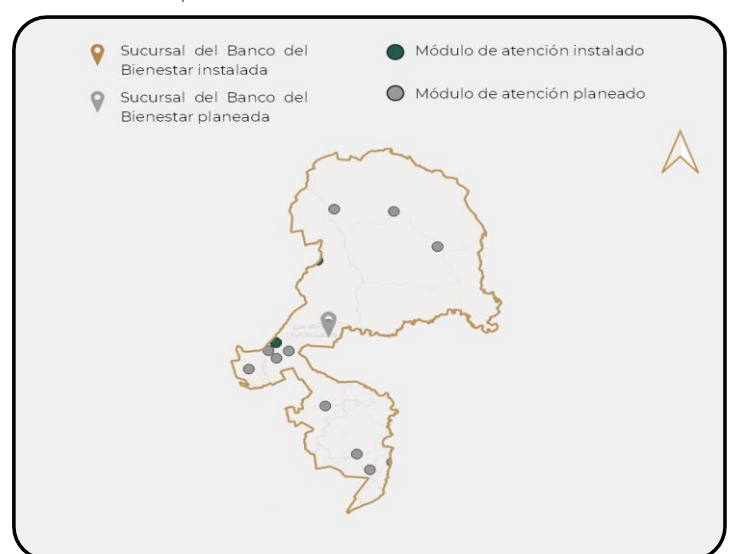 Sucursal del Banco del
Bienestar instalada
Sucursal del Banco del
Bienestar planeada
Módulo de atención instalado
Módulo de atención planeado